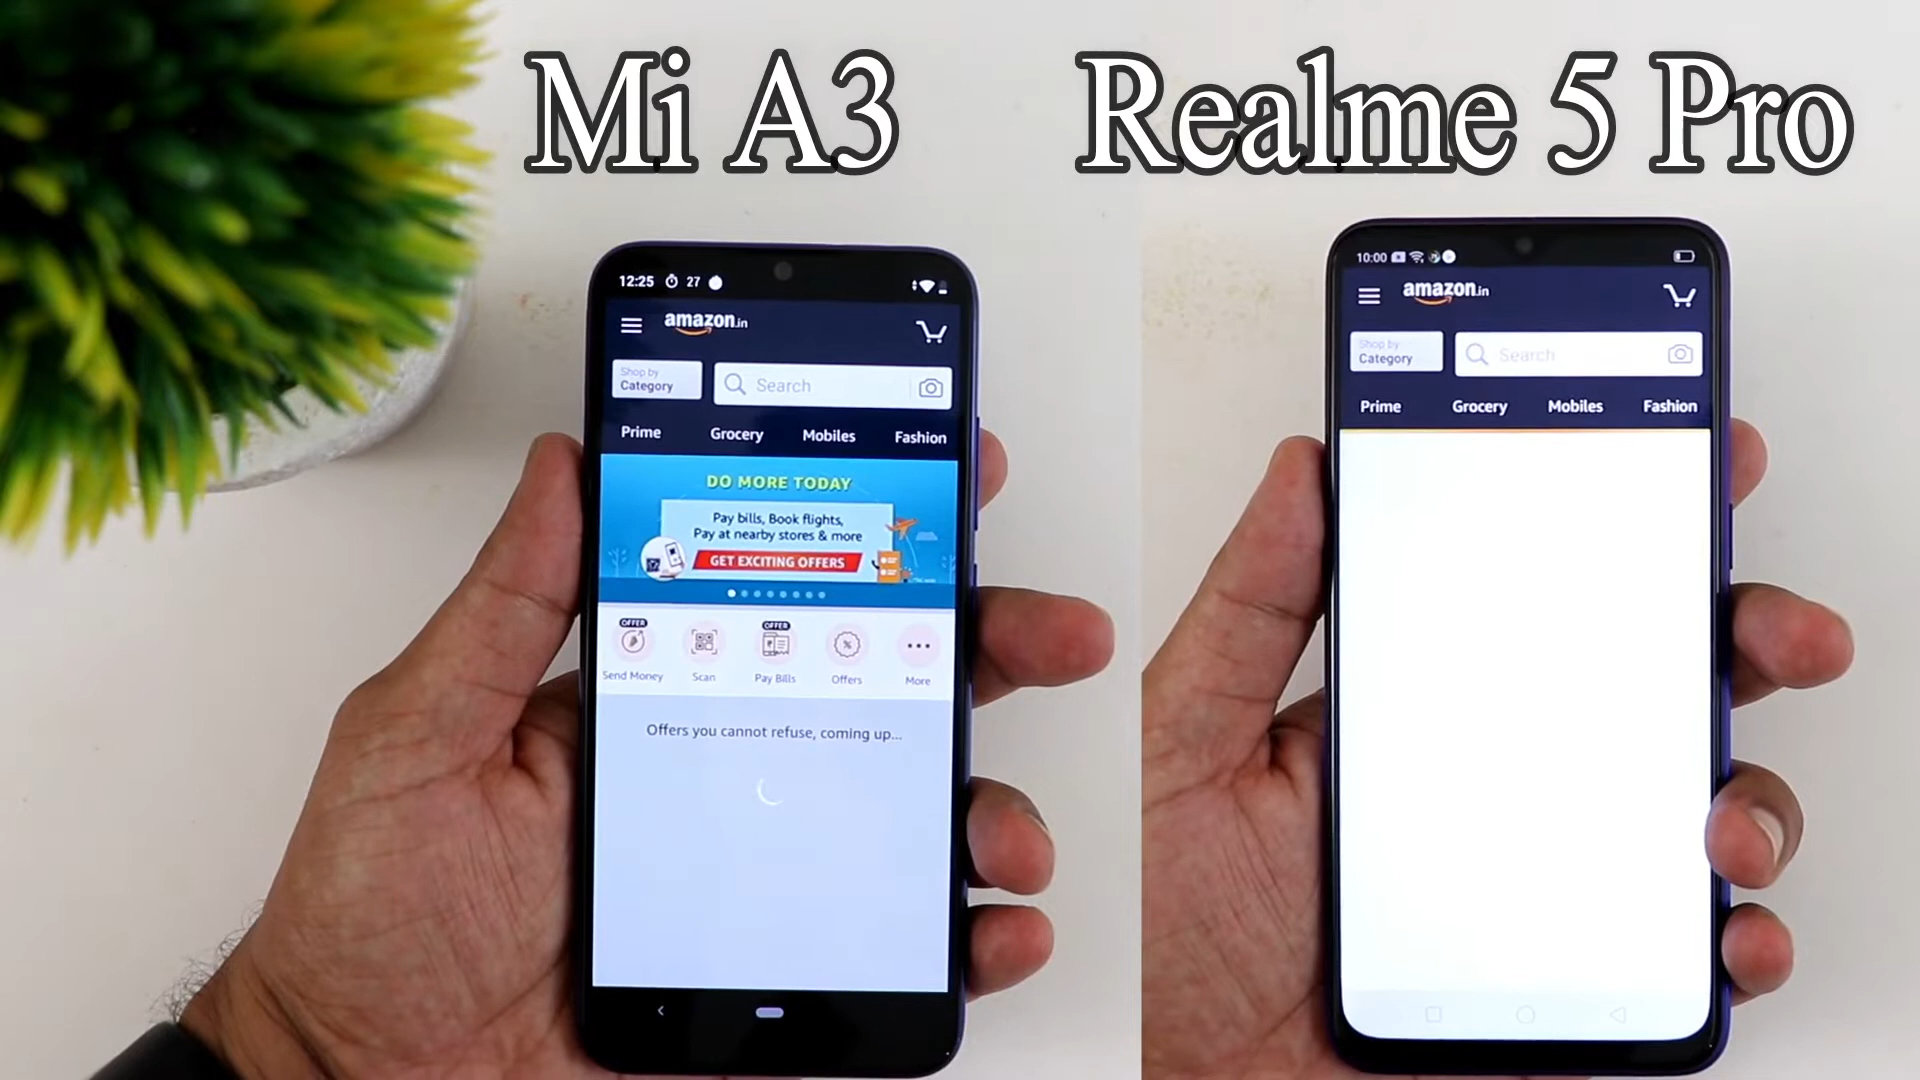 Mi A3
Realme 5 Pro
12:25 27
amazon.in
Shop by
Category
Search
Prime Grocery Mobiles Fashion
DO MORE TODAY
Pay bills, Book flights,
Pay at nearby stores & more
GET EXCITING OFFERS
OFFER OFFER
Send Money Scan Pay Bills Offers More
Offers you cannot refuse, coming up...
10:00
amazon.in
Shop by
Category
Search
Prime Grocery Mobiles Fashion